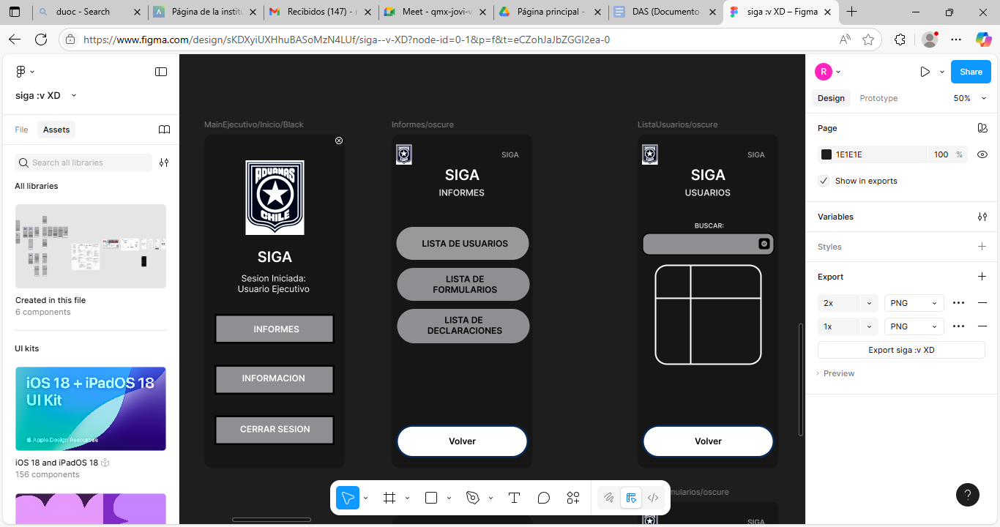 duoc - Search
Página de la institu
Recibidos (147) - r
Meet - qmx-jovi-v
Página principal -
DAS (Documento
siga :v XD – Figma
https://www.figma.com/design/sKDXyiUXHhuBASoMzN4LUf/siga--v-XD?node-id=0-1&p=f&t=eCZohJaJbZGGI2ea-0
siga :v XD
File
Assets
Search all libraries
All libraries
Created in this file
6 components
UI kits
iOS 18 + iPadOS 18
UI Kit
Apple Design Resources
iOS 18 and iPadOS 18
156 components
MainEjecutivo/Inicio/Black
ADUANAS
CHILE
SIGA
Sesion Iniciada:
Usuario Ejecutivo
INFORMES
INFORMACION
CERRAR SESION
Informes/oscure
SIGA
SIGA
INFORMES
LISTA DE USUARIOS
LISTA DE
FORMULARIOS
LISTA DE
DECLARACIONES
Volver
ListaUsuarios/oscure
SIGA
SIGA
USUARIOS
BUSCAR:
Volver
mularios/oscure
SIGA
R
Share
Design
Prototype
50%
Page
1E1E1E
100
%
Show in exports
Variables
Styles
Export
2x
PNG
1x
PNG
Export siga :v XD
Preview
?